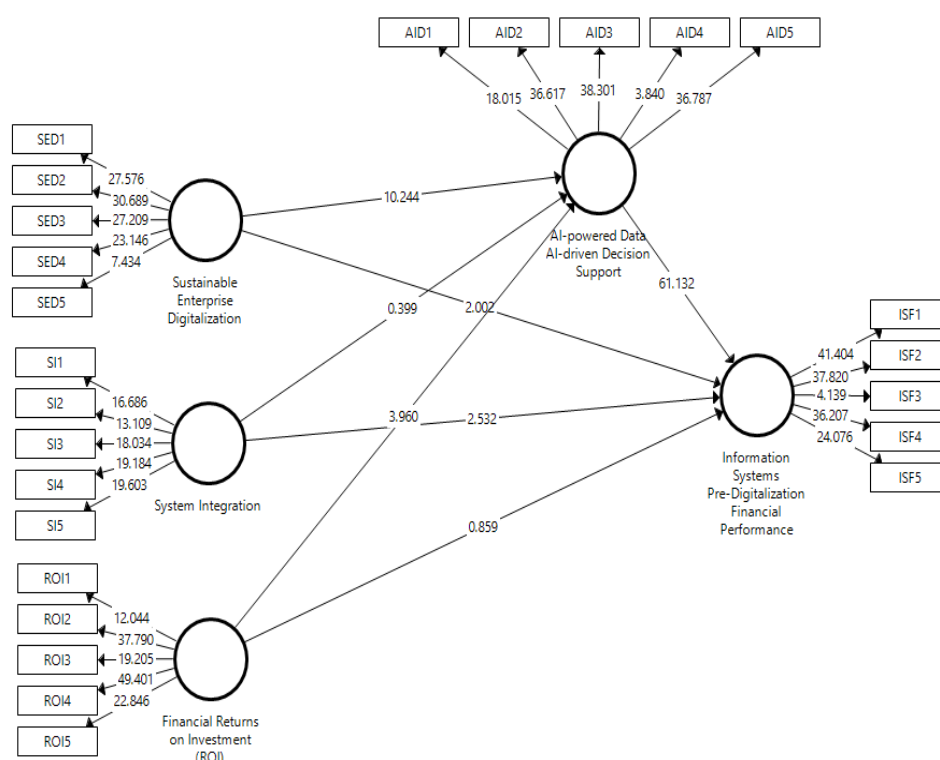 AID1
AID2
AID3
AID4
AID5
18.015
36.617
38.301
3.840
36.787
SED1
SED2
SED3
SED4
SED5
27.576
30.689
27.209
23.146
7.434
Sustainable
Enterprise
Digitalization
10.244
AI-powered Data
AI-driven Decision
Support
61.132
2.002
0.399
SI1
SI2
SI3
SI4
SI5
16.686
13.109
18.034
19.184
19.603
System Integration
3.960
2.532
0.859
ISF1
ISF2
ISF3
ISF4
ISF5
41.404
37.820
4.139
36.207
24.076
Information
Systems
Pre-Digitalization
Financial
Performance
ROI1
ROI2
ROI3
ROI4
ROI5
12.044
37.790
19.205
49.401
22.846
Financial Returns
on Investment
(ROI)